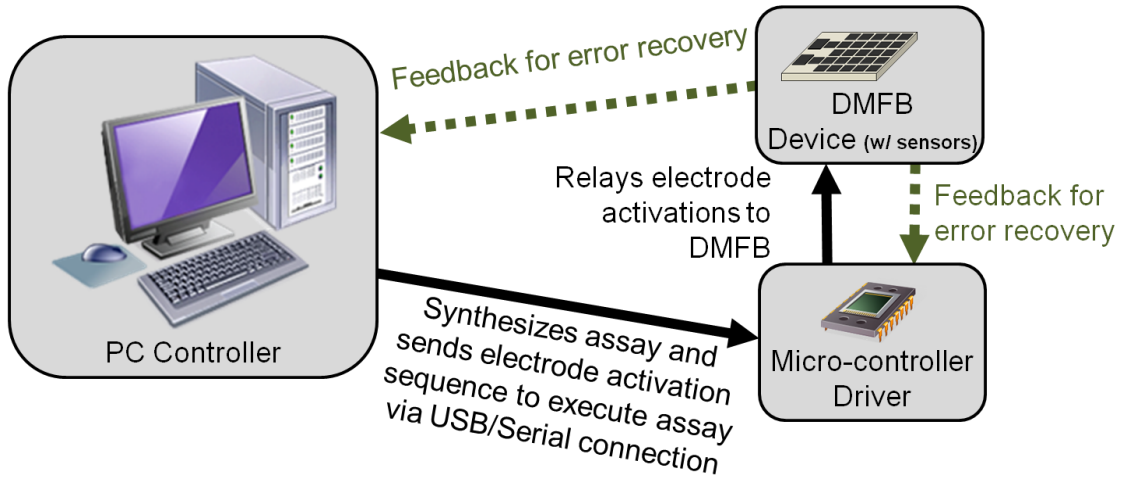 Feedback for error recovery
DMFB
Device (w/ sensors)
Relays electrode
activations to
DMFB
Feedback for
error recovery
PC Controller
Synthesizes assay and
sends electrode activation
sequence to execute assay
via USB/Serial connection
Micro-controller
Driver